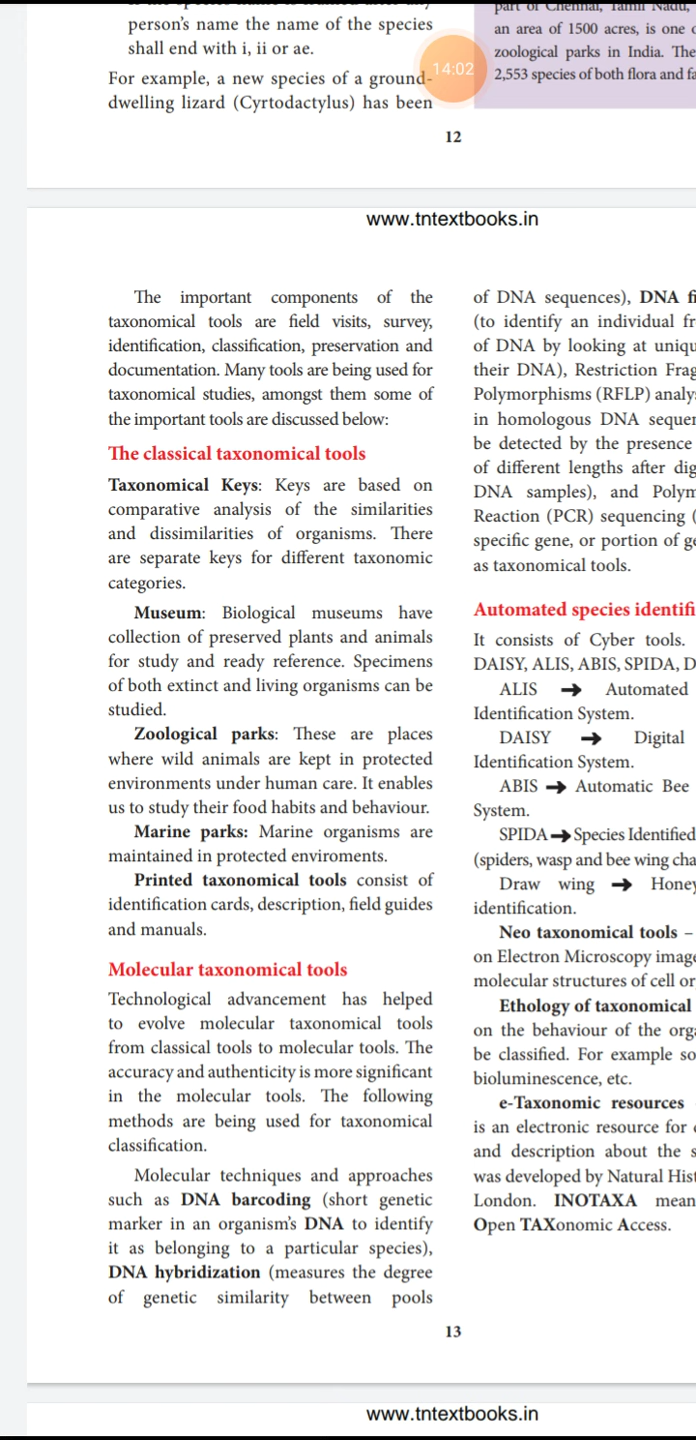 person's name the name of the species
shall end with i, ii or ae.
For example, a new species of a ground-
dwelling lizard (Cyrtodactylus) has been
14:02
part of Chennai, Tamil Nadu,
an area of 1500 acres, is one
zoological parks in India. The
2,553 species of both flora and
12
www.tntextbooks.in
The important components of the
taxonomical tools are field visits, survey,
identification, classification, preservation and
documentation. Many tools are being used for
taxonomical studies, amongst them some of
the important tools are discussed below:
The classical taxonomical tools
Taxonomical Keys: Keys are based on
comparative analysis of the similarities
and dissimilarities of organisms. There
are separate keys for different taxonomic
categories.
Museum: Biological museums have
collection of preserved plants and animals
for study and ready reference. Specimens
of both extinct and living organisms can be
studied.
Zoological parks: These are places
where wild animals are kept in protected
environments under human care. It enables
us to study their food habits and behaviour.
Marine parks: Marine organisms are
maintained in protected enviroments.
Printed taxonomical tools consist of
identification cards, description, field guides
and manuals.
Molecular taxonomical tools
Technological advancement has helped
to evolve molecular taxonomical tools
from classical tools to molecular tools. The
accuracy and authenticity is more significant
in the molecular tools. The following
methods are being used for taxonomical
classification.
Molecular techniques and approaches
such as DNA barcoding (short genetic
marker in an organism's DNA to identify
it as belonging to a particular species),
DNA hybridization (measures the degree
of genetic similarity between pools
of DNA sequences), DNA
(to identify an individual
of DNA by looking at
their DNA), Restriction
Polymorphisms (RFLP)
in homologous DNA
be detected by the presence
of different lengths after
DNA samples), and
Reaction (PCR) sequencing (
specific gene, or portion of
as taxonomical tools.
Automated species
It consists of Cyber tools.
DAISY, ALIS, ABIS, SPIDA,
ALIS ➔ Automated
Identification System.
DAISY ➔ Digital
Identification System.
ABIS ➔ Automatic Bee
System.
SPIDA ➔ Species Identified
(spiders, wasp and bee wing
Draw wing ➔
identification.
Neo taxonomical tools –
on Electron Microscopy
molecular structures of cell
Ethology of taxonomical
on the behaviour of the
be classified. For example
bioluminescence, etc.
e-Taxonomic resources
is an electronic resource for
and description about the
was developed by Natural
London. INOTAXA
Open TAXonomic Access.
13
www.tntextbooks.in